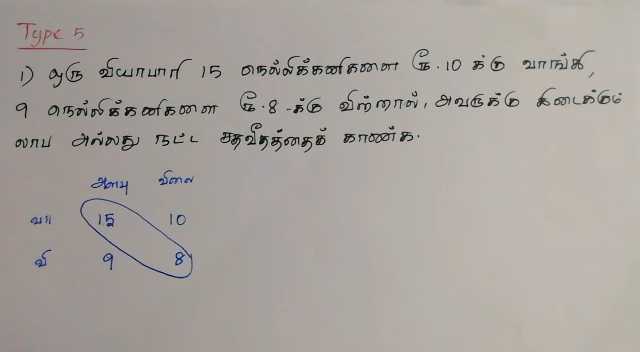 Type 5
1) ஒரு வியாபாரி 15 நெல்லிக்கனிகளை ரூ.10 க்கு வாங்கி,
9 நெல்லிக்கனிகளை ரூ.8-க்கு விற்றால், அவருக்கு கிடைக்கும்
லாப அல்லது நட்ட சதவீதத்தைக் காண்க.
அளவு விலை
வா 15 10
வி 9 8